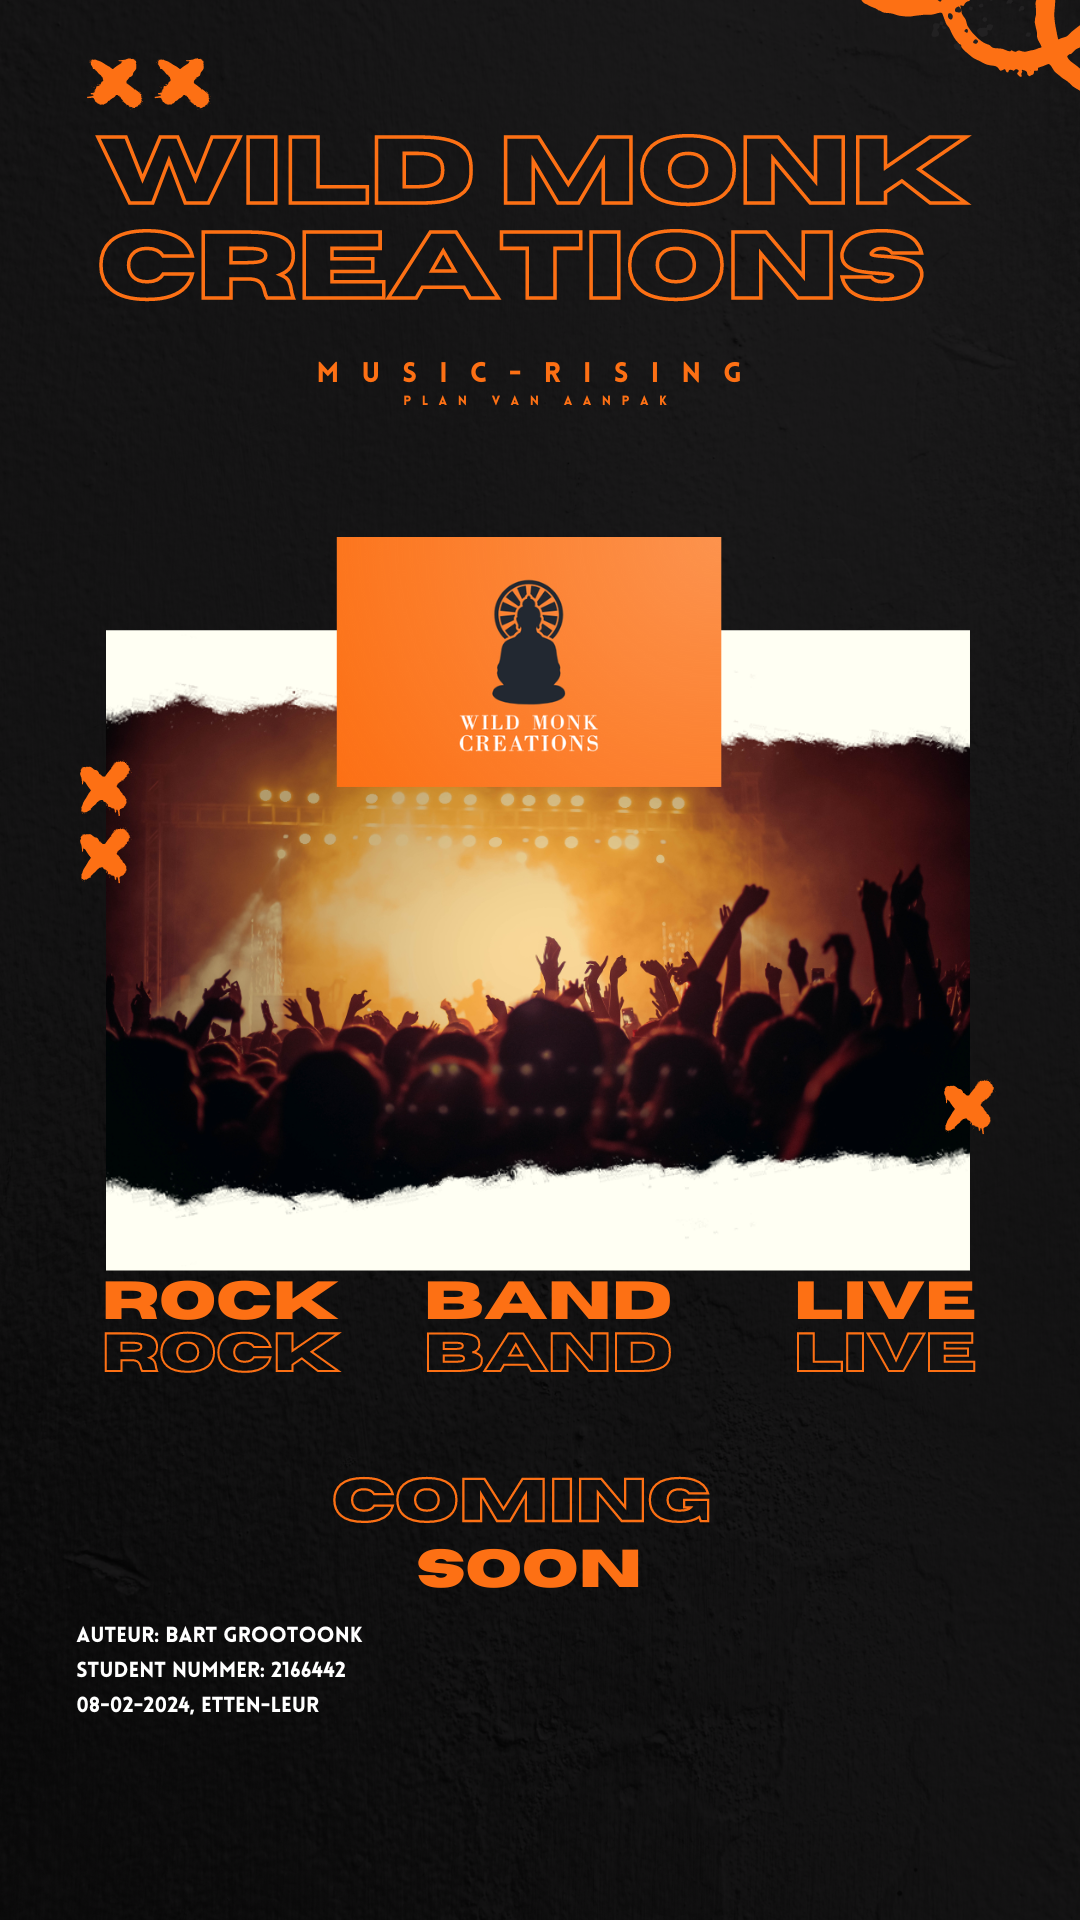 WILD MONK
CREATIONS
MUSIC-RISING
PLAN VAN AANPAK
WILD MONK
CREATIONS
ROCK BAND LIVE
ROCK BAND LIVE
COMING
SOON
AUTEUR: BART GROOTOONK
STUDENT NUMMER: 2166442
08-02-2024, ETTEN-LEUR